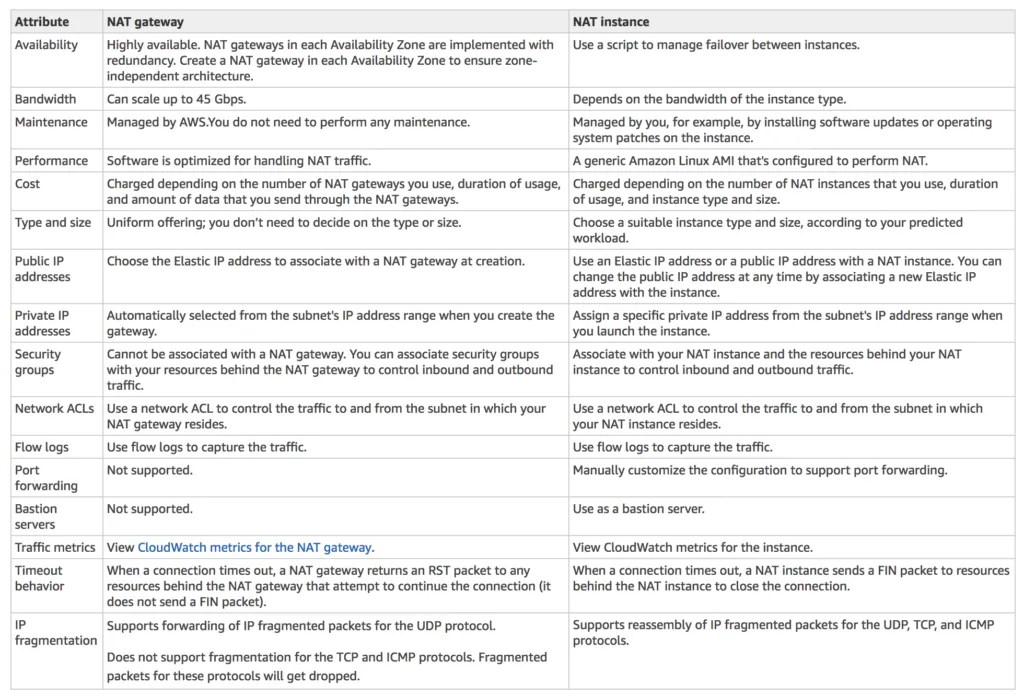 Attribute NAT gateway NAT instance
Availability Highly available. NAT gateways in each Availability Zone are implemented with Use a script to manage failover between instances.
redundancy. Create a NAT gateway in each Availability Zone to ensure zone-
independent architecture.
Bandwidth Can scale up to 45 Gbps. Depends on the bandwidth of the instance type.
Maintenance Managed by AWS.You do not need to perform any maintenance. Managed by you, for example, by installing software updates or operating
system patches on the instance.
Performance Software is optimized for handling NAT traffic. A generic Amazon Linux AMI that's configured to perform NAT.
Cost Charged depending on the number of NAT gateways you use, duration of usage, Charged depending on the number of NAT instances that you use, duration
and amount of data that you send through the NAT gateways. of usage, and instance type and size.
Type and size Uniform offering; you don't need to decide on the type or size. Choose a suitable instance type and size, according to your predicted
workload.
Public IP Choose the Elastic IP address to associate with a NAT gateway at creation. Use an Elastic IP address or a public IP address with a NAT instance. You can
addresses change the public IP address at any time by associating a new Elastic IP
address with the instance.
Private IP Automatically selected from the subnet's IP address range when you create the Assign a specific private IP address from the subnet's IP address range when
addresses gateway. you launch the instance.
Security Cannot be associated with a NAT gateway. You can associate security groups Associate with your NAT instance and the resources behind your NAT
groups with your resources behind the NAT gateway to control inbound and outbound instance to control inbound and outbound traffic.
traffic.
Network ACLs Use a network ACL to control the traffic to and from the subnet in which your Use a network ACL to control the traffic to and from the subnet in which
NAT gateway resides. your NAT instance resides.
Flow logs Use flow logs to capture the traffic. Use flow logs to capture the traffic.
Port Not supported. Manually customize the configuration to support port forwarding.
forwarding
Bastion Not supported. Use as a bastion server.
servers
Traffic metrics View CloudWatch metrics for the NAT gateway. View CloudWatch metrics for the instance.
Timeout When a connection times out, a NAT gateway returns an RST packet to any When a connection times out, a NAT instance sends a FIN packet to resources
behavior resources behind the NAT gateway that attempt to continue the connection (it behind the NAT instance to close the connection.
does not send a FIN packet).
IP Supports forwarding of IP fragmented packets for the UDP protocol. Supports reassembly of IP fragmented packets for the UDP, TCP, and ICMP
fragmentation protocols.
Does not support fragmentation for the TCP and ICMP protocols. Fragmented
packets for these protocols will get dropped.